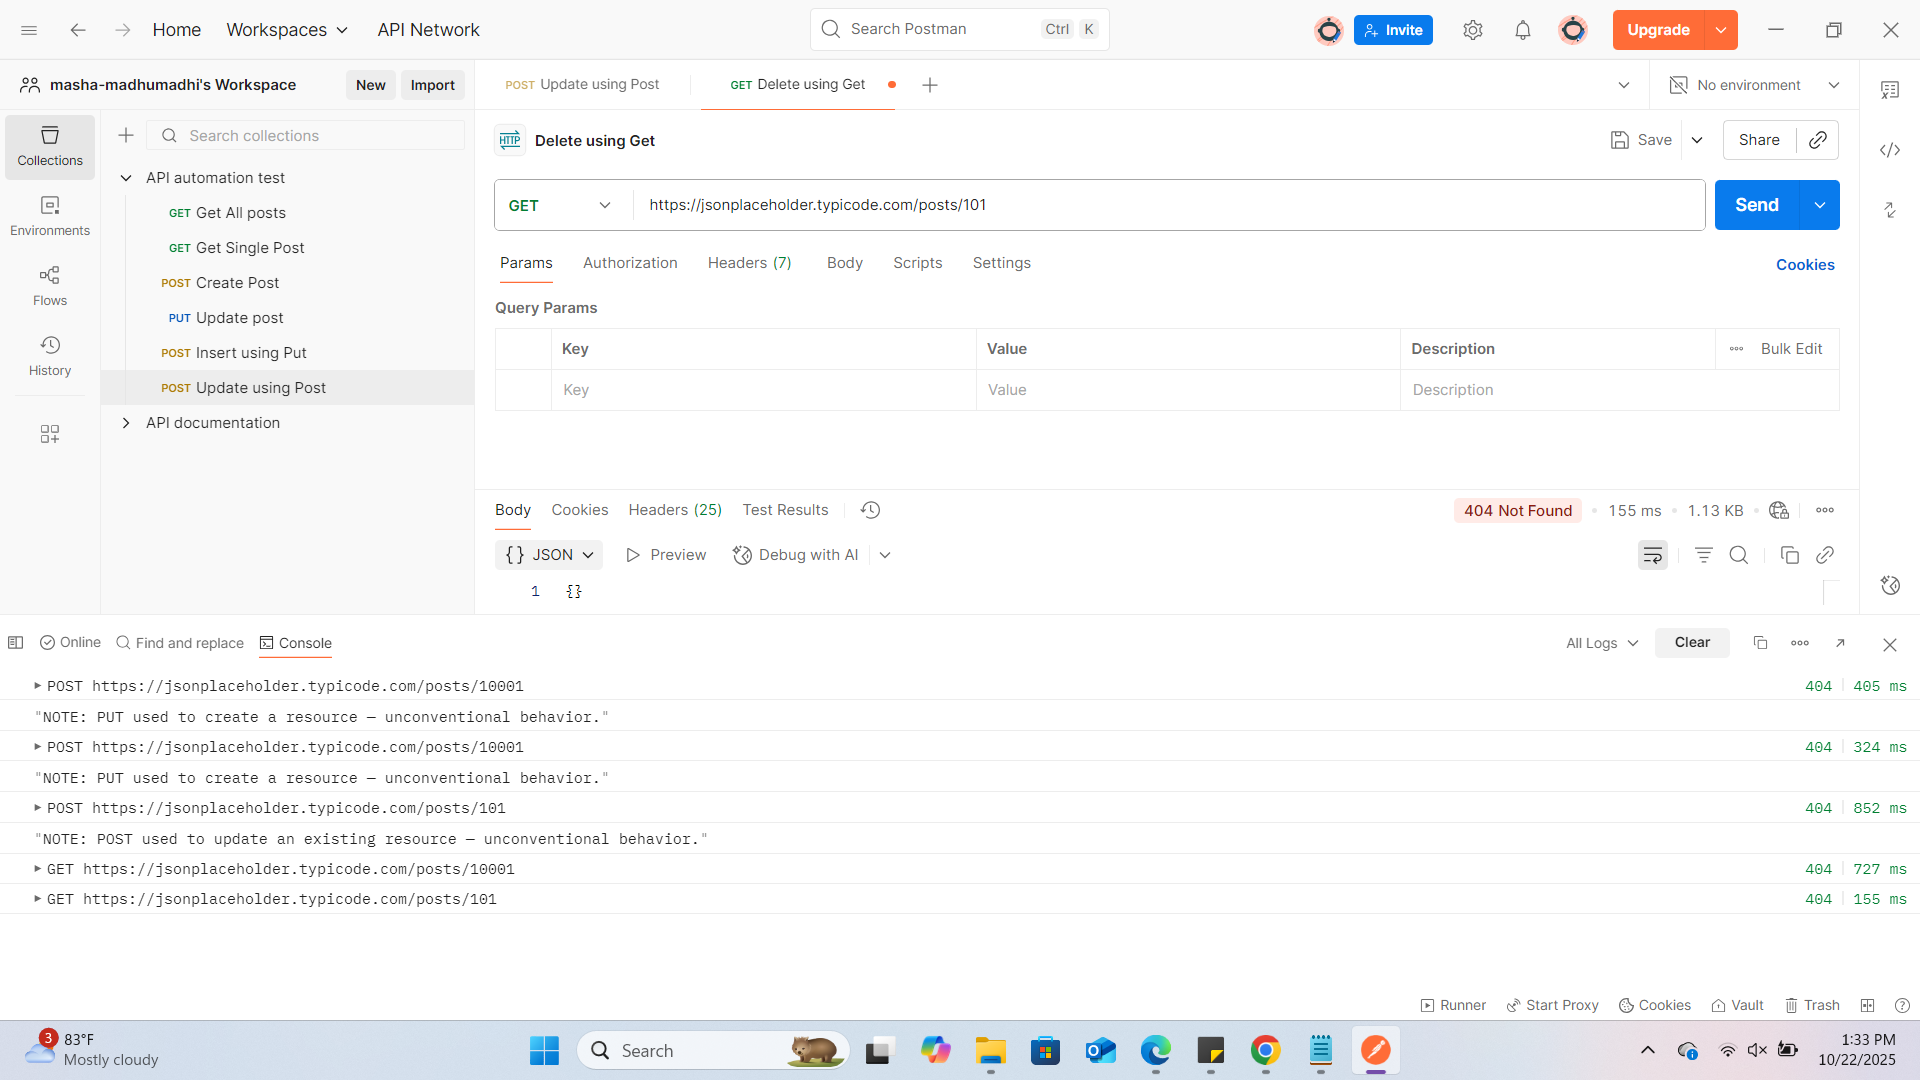 Home
Workspaces
API Network
Search Postman
Ctrl K
Invite
Upgrade
masha-madhumadhi's Workspace
New
Import
POST Update using Post
GET Delete using Get
No environment
Collections
Environments
Flows
History
Search collections
API automation test
GET Get All posts
GET Get Single Post
POST Create Post
PUT Update post
POST Insert using Put
POST Update using Post
API documentation
HTTP Delete using Get
Save
Share
GET
https://jsonplaceholder.typicode.com/posts/101
Send
Params
Authorization
Headers (7)
Body
Scripts
Settings
Cookies
Query Params
Key
Value
Description
Bulk Edit
Key
Value
Description
Body
Cookies
Headers (25)
Test Results
404 Not Found
155 ms
1.13 KB
{} JSON
Preview
Debug with AI
1 {}
Online
Find and replace
Console
All Logs
Clear
POST https://jsonplaceholder.typicode.com/posts/10001 404 405 ms
"NOTE: PUT used to create a resource — unconventional behavior."
POST https://jsonplaceholder.typicode.com/posts/10001 404 324 ms
"NOTE: PUT used to create a resource — unconventional behavior."
POST https://jsonplaceholder.typicode.com/posts/101 404 852 ms
"NOTE: POST used to update an existing resource — unconventional behavior."
GET https://jsonplaceholder.typicode.com/posts/10001 404 727 ms
GET https://jsonplaceholder.typicode.com/posts/101 404 155 ms
Runner
Start Proxy
Cookies
Vault
Trash
3
83°F
Mostly cloudy
Search
1:33 PM
10/22/2025